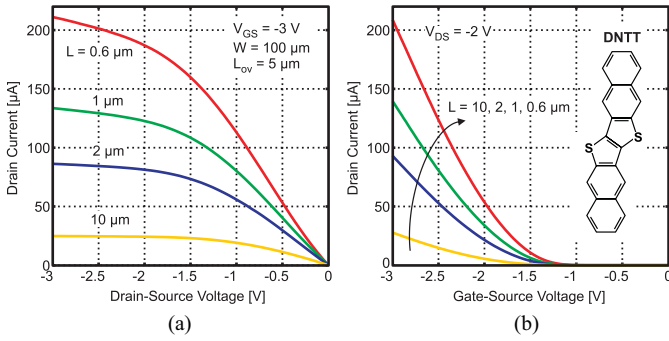 200
150
100
50
0
Drain Current [µA]
L = 0.6 µm
1 µm
2 µm
10 µm
V_GS = -3 V
W = 100 µm
L_ov = 5 µm
-3 -2.5 -2 -1.5 -1 -0.5 0
Drain-Source Voltage [V]
(a)
200
150
100
50
0
Drain Current [µA]
V_DS = -2 V
L = 10, 2, 1, 0.6 µm
DNTT
S
S
-3 -2.5 -2 -1.5 -1 -0.5 0
Gate-Source Voltage [V]
(b)